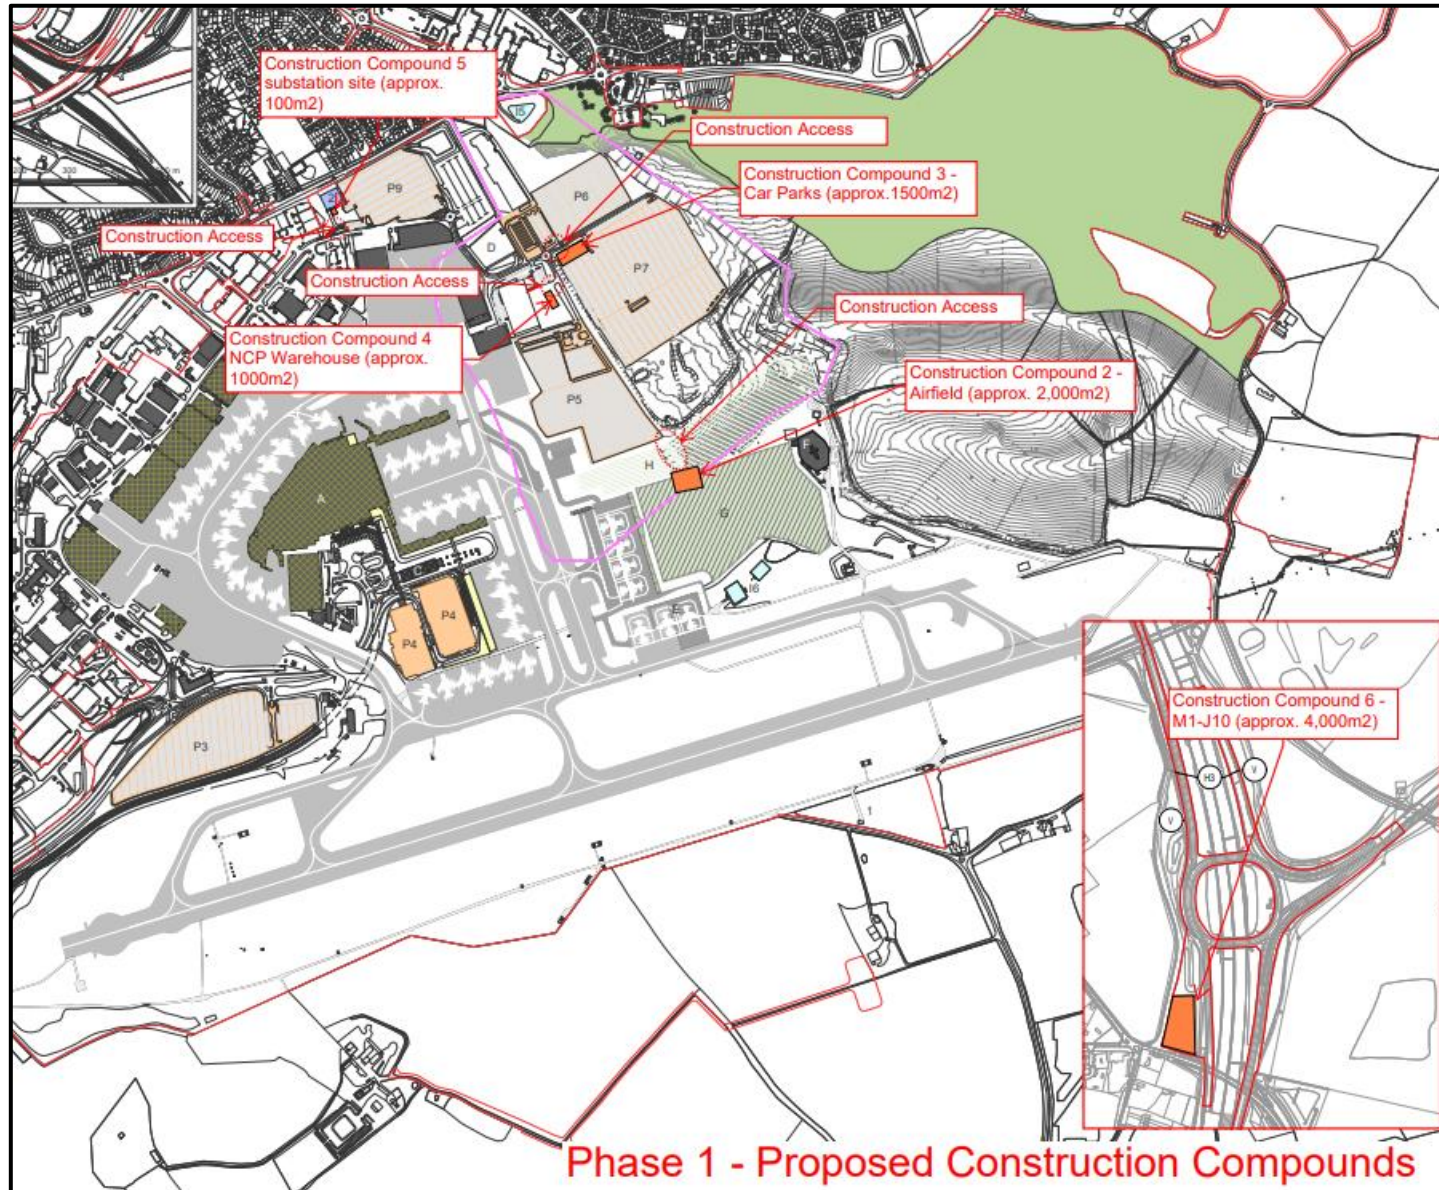 Construction Compound 5
substation site (approx.
100m2)
I5
Construction Access
Construction Compound 3 -
Car Parks (approx.1500m2)
P9
P6
2
Construction Access
D
P7
Construction Access
Construction Access
Construction Compound 4
NCP Warehouse (approx.
1000m2)
Construction Compound 2 -
Airfield (approx. 2,000m2)
P5
H
A
G
I6
P4
P4
Construction Compound 6 -
M1-J10 (approx. 4,000m2)
P3
H3
V
V
Phase 1 - Proposed Construction Compounds